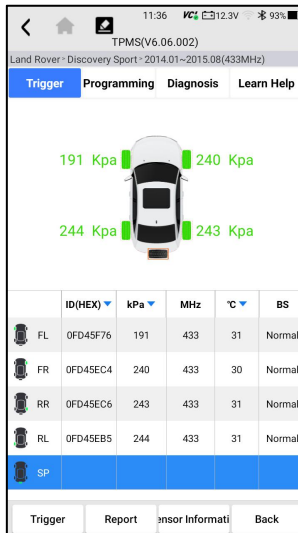 11:36 VCI 12.3V 93%
TPMS(V6.06.002)
Land Rover > Discovery Sport > 2014.01~2015.08(433MHz)
Trigger Programming Diagnosis Learn Help
191 Kpa 240 Kpa
244 Kpa 243 Kpa
ID(HEX) kPa MHz °C BS
FL 0FD45F76 191 433 31 Normal
FR 0FD45EC4 240 433 30 Normal
RR 0FD45EC6 243 433 31 Normal
RL 0FD45EB5 244 433 31 Normal
SP
Trigger Report ensor Informati Back